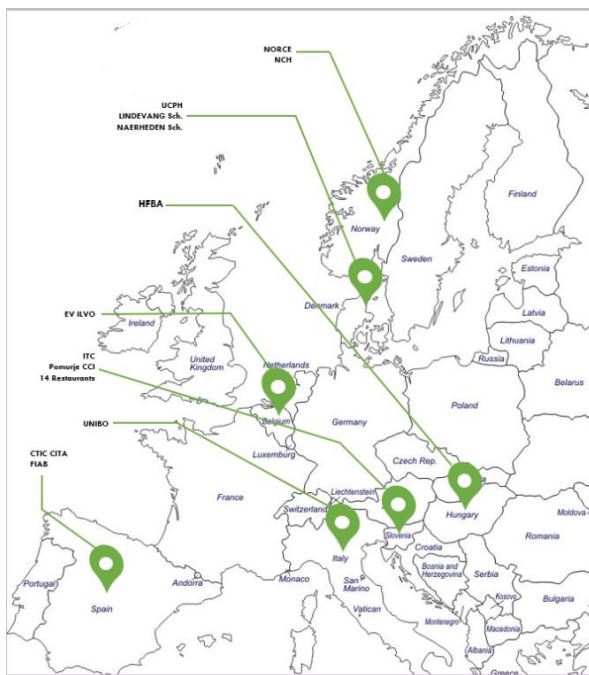 NORCE
NCH
UCPH
LINDEVANG Sch.
NAERHEDEN Sch.
HFBA
Finland
Norway
Sweden
Estonia
Denmark
Latvia
EV ILVO
Ireland
Lithuania
ITC
Pomurje CCI
14 Restaurants
United
Kingdom
Netherlands
Russia
Belarus
Poland
UNIBO
Belgium
Germany
Luxemburg
Czech Rep.
CTIC CITA
FIAB
France
Liechtenstein
Switzerland
Slovenia
Hungary
Moldova
Romania
Croatia
Italy
Bosnia and
Herzegovina
Serbia
Portugal
Andorra
Monaco
San
Marino
Kosovo
Bulgaria
Spain
Vatican
Montenegro
Macedonia
Albania
Greece